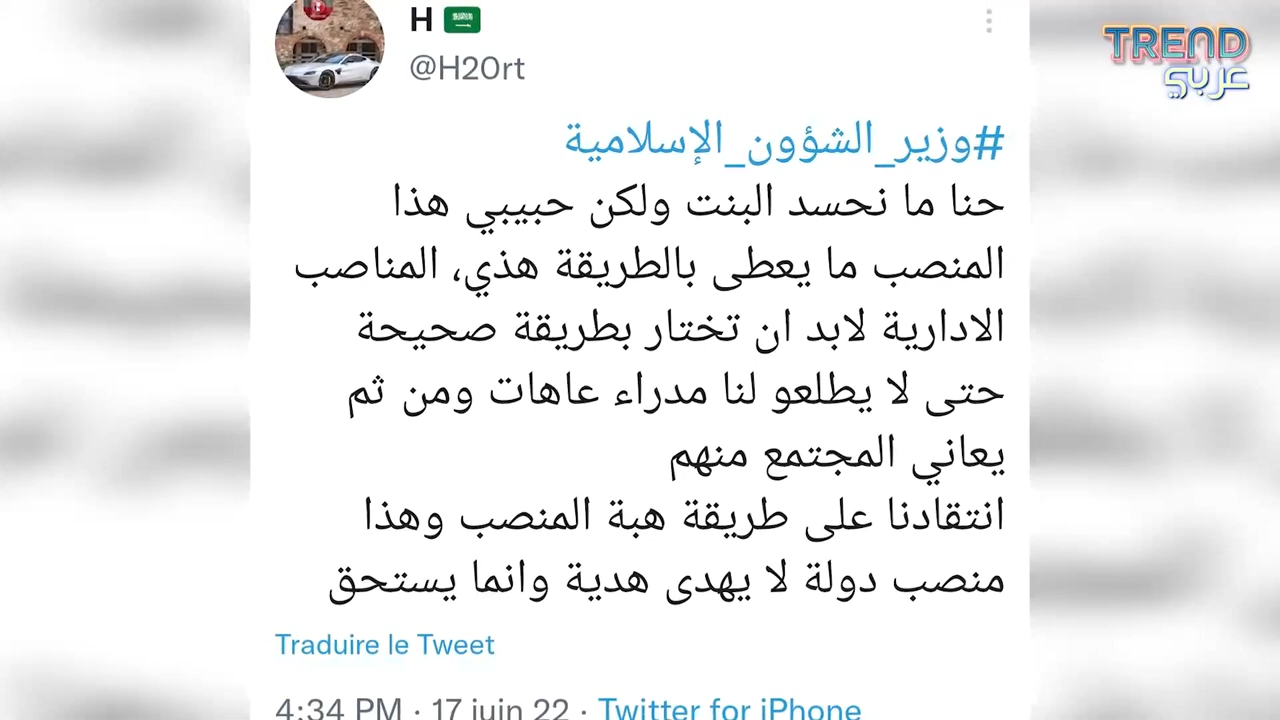 H
@H2Ort
TREND
عربي
#وزير_الشؤون_الإسلامية
حنا ما نحسد البنت ولكن حبيبي هذا
المنصب ما يعطى بالطريقة هذي، المناصب
الادارية لابد ان تختار بطريقة صحيحة
حتى لا يطلعو لنا مدراء عاهات ومن ثم
يعاني المجتمع منهم
انتقادنا على طريقة هبة المنصب وهذا
منصب دولة لا يهدى هدية وانما يستحق
Traduire le Tweet
4:34 PM · 17 juin 22 · Twitter for iPhone